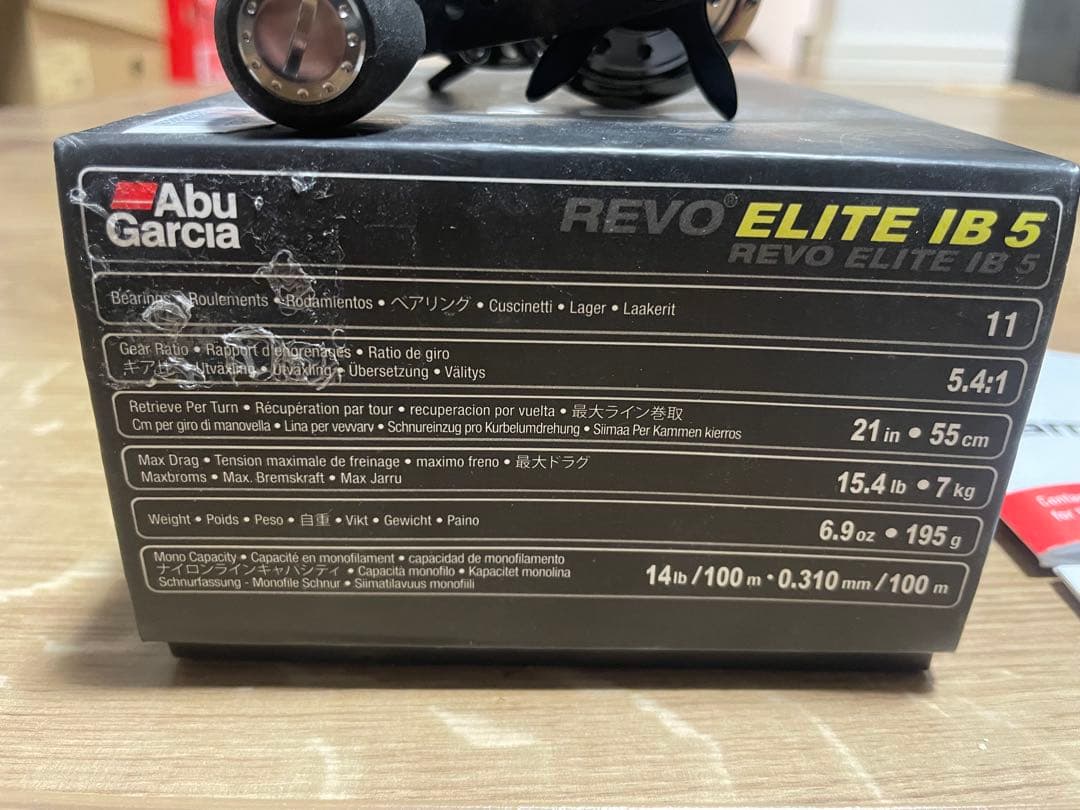 Abu
Garcia
REVO® ELITE IB 5
REVO ELITE IB 5
Bearings • Roulements • Rodamientos • ベアリング • Cuscinetti • Lager • Laakerit
11
Gear Ratio • Rapport d'engrenages • Ratio de giro
Utväxling • Utväxling • Übersetzung • Välitys
5.4:1
Retrieve Per Turn • Récupération par tour • recuperacion por vuelta • 最大ライン巻取
Cm per giro di manovella • Lina per vevvarv • Schnureinzug pro Kurbelumdrehung • Siimaa Per Kammen kierros
21 in • 55 cm
Max Drag • Tension maximale de freinage • maximo freno • 最大ドラグ
Maxbroms • Max. Bremskraft • Max Jarru
15.4 lb • 7 kg
Weight • Poids • Peso • 自重 • Vikt • Gewicht • Paino
6.9 oz • 195 g
Mono Capacity • Capacité en monofilament • capacidad de monofilamento
ナイロンラインキャパシティ • Capacità monofilo • Kapacitet monolina
Schnurfassung - Monofile Schnur • Siimatilavuus monofiili
14 lb / 100 m • 0.310 mm / 100 m